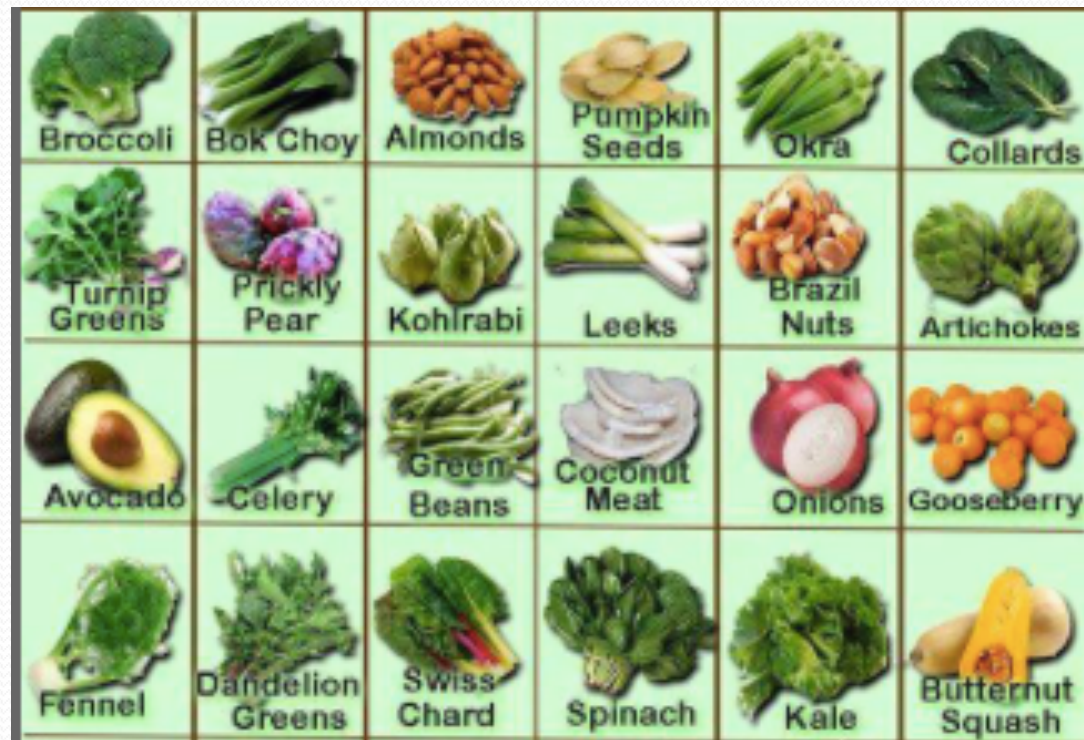 Broccoli
Bok Choy
Almonds
Pumpkin
Seeds
Okra
Collards
Turnip
Greens
Prickly
Pear
Kohlrabi
Leeks
Brazil
Nuts
Artichokes
Avocado
Celery
Green
Beans
Coconut
Meat
Onions
Gooseberry
Fennel
Dandelion
Greens
Swiss
Chard
Spinach
Kale
Butternut
Squash